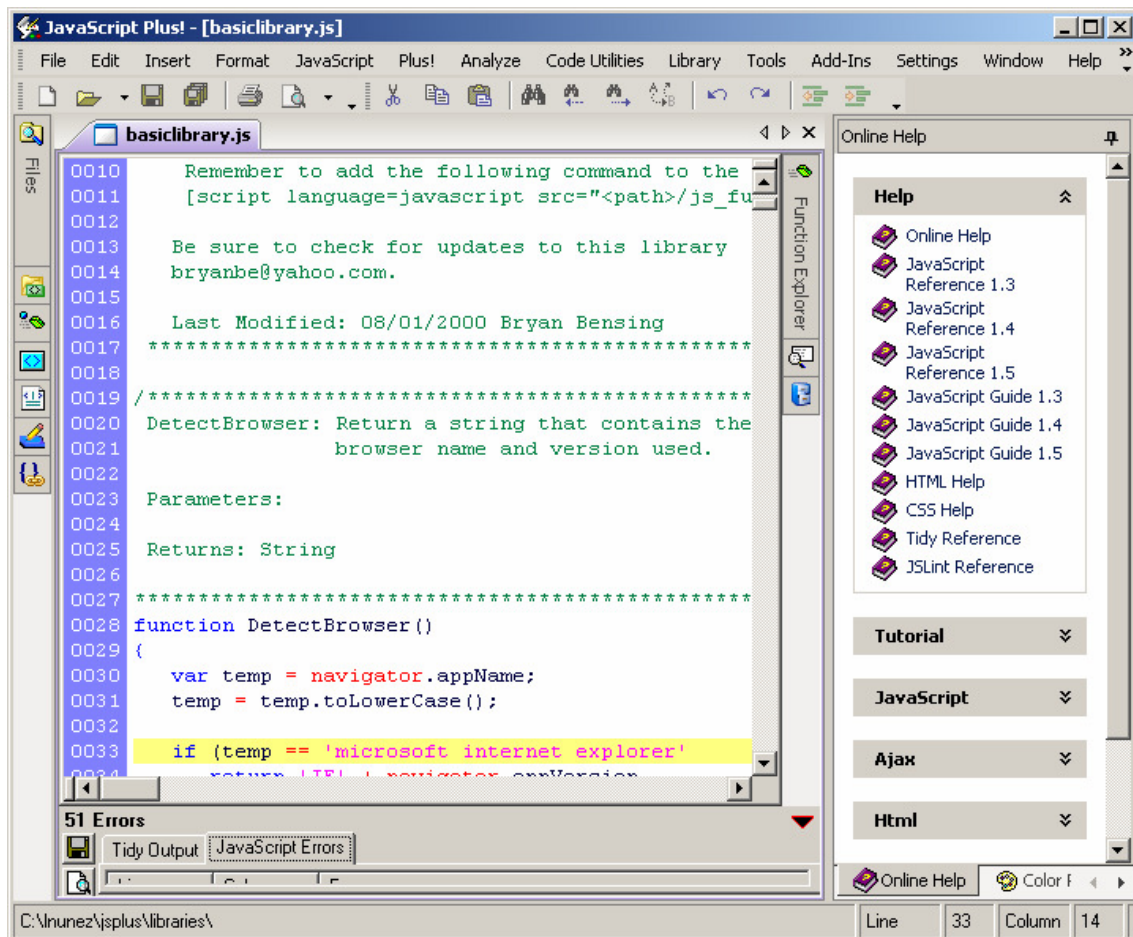 JavaScript Plus! - [basiclibrary.js]
File Edit Insert Format JavaScript Plus! Analyze Code Utilities Library Tools Add-Ins Settings Window Help
basiclibrary.js
Files
0010 Remember to add the following command to the
0011 [script language=javascript src="<path>/js_fu
0012
0013 Be sure to check for updates to this library
0014 bryanbe@yahoo.com.
0015
0016 Last Modified: 08/01/2000 Bryan Bensing
0017 ************************************************
0018
0019 /************************************************
0020 DetectBrowser: Return a string that contains the
0021 browser name and version used.
0022
0023 Parameters:
0024
0025 Returns: String
0026
0027 *************************************************
0028 function DetectBrowser()
0029 {
0030 var temp = navigator.appName;
0031 temp = temp.toLowerCase();
0032
0033 if (temp == 'microsoft internet explorer'
0034 return 'IE' + navigator.appVersion
Function Explorer
51 Errors
Tidy Output JavaScript Errors
Online Help
Help
Online Help
JavaScript
Reference 1.3
JavaScript
Reference 1.4
JavaScript
Reference 1.5
JavaScript Guide 1.3
JavaScript Guide 1.4
JavaScript Guide 1.5
HTML Help
CSS Help
Tidy Reference
JSLint Reference
Tutorial
JavaScript
Ajax
Html
Online Help Color
C:\lnunez\jsplus\libraries\
Line 33 Column 14